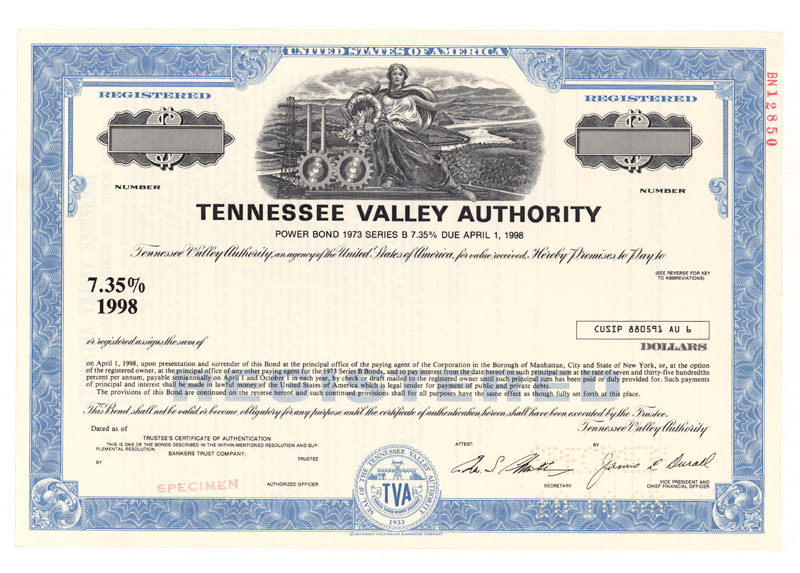 UNITED STATES OF AMERICA
REGISTERED
REGISTERED
BN12850
NUMBER
NUMBER
TENNESSEE VALLEY AUTHORITY
POWER BOND 1973 SERIES B 7.35% DUE APRIL 1, 1998
Tennessee Valley Authority, an agency of the United States of America, for value received, Hereby Promises to Pay to
(SEE REVERSE FOR KEY
TO ABBREVIATIONS)
7.35%
1998
CUSIP 880591 AU 6
or registered assigns the sum of
DOLLARS
on April 1, 1998, upon presentation and surrender of this Bond at the principal office of the paying agent of the Corporation in the Borough of Manhattan, City and State of New York, or, at the option
of the registered owner, at the principal office of any other paying agent for the 1973 Series B Bonds, and to pay interest from the date hereof on such principal sum at the rate of seven and thirty-five hundredths
percent per annum, payable semiannually on April 1 and October 1 in each year, by check or draft mailed to the registered owner until such principal sum has been paid or duly provided for. Such payments
of principal and interest shall be made in lawful money of the United States of America which is legal tender for payment of public and private debts.
The provisions of this Bond are continued on the reverse hereof and such continued provisions shall for all purposes have the same effect as though fully set forth at this place.
This Bond shall not be valid or become obligatory for any purpose until the certificate of authentication hereon shall have been executed by the Trustee.
Tennessee Valley Authority
Dated as of
TRUSTEE'S CERTIFICATE OF AUTHENTICATION
THIS IS ONE OF THE BONDS DESCRIBED IN THE WITHIN-MENTIONED RESOLUTION AND SUP-
PLEMENTAL RESOLUTION.
BANKERS TRUST COMPANY,
TRUSTEE
BY
AUTHORIZED OFFICER
SPECIMEN
SEAL OF THE TENNESSEE VALLEY AUTHORITY
TVA
1933
ATTEST:
SECRETARY
BY
VICE PRESIDENT AND
CHIEF FINANCIAL OFFICER